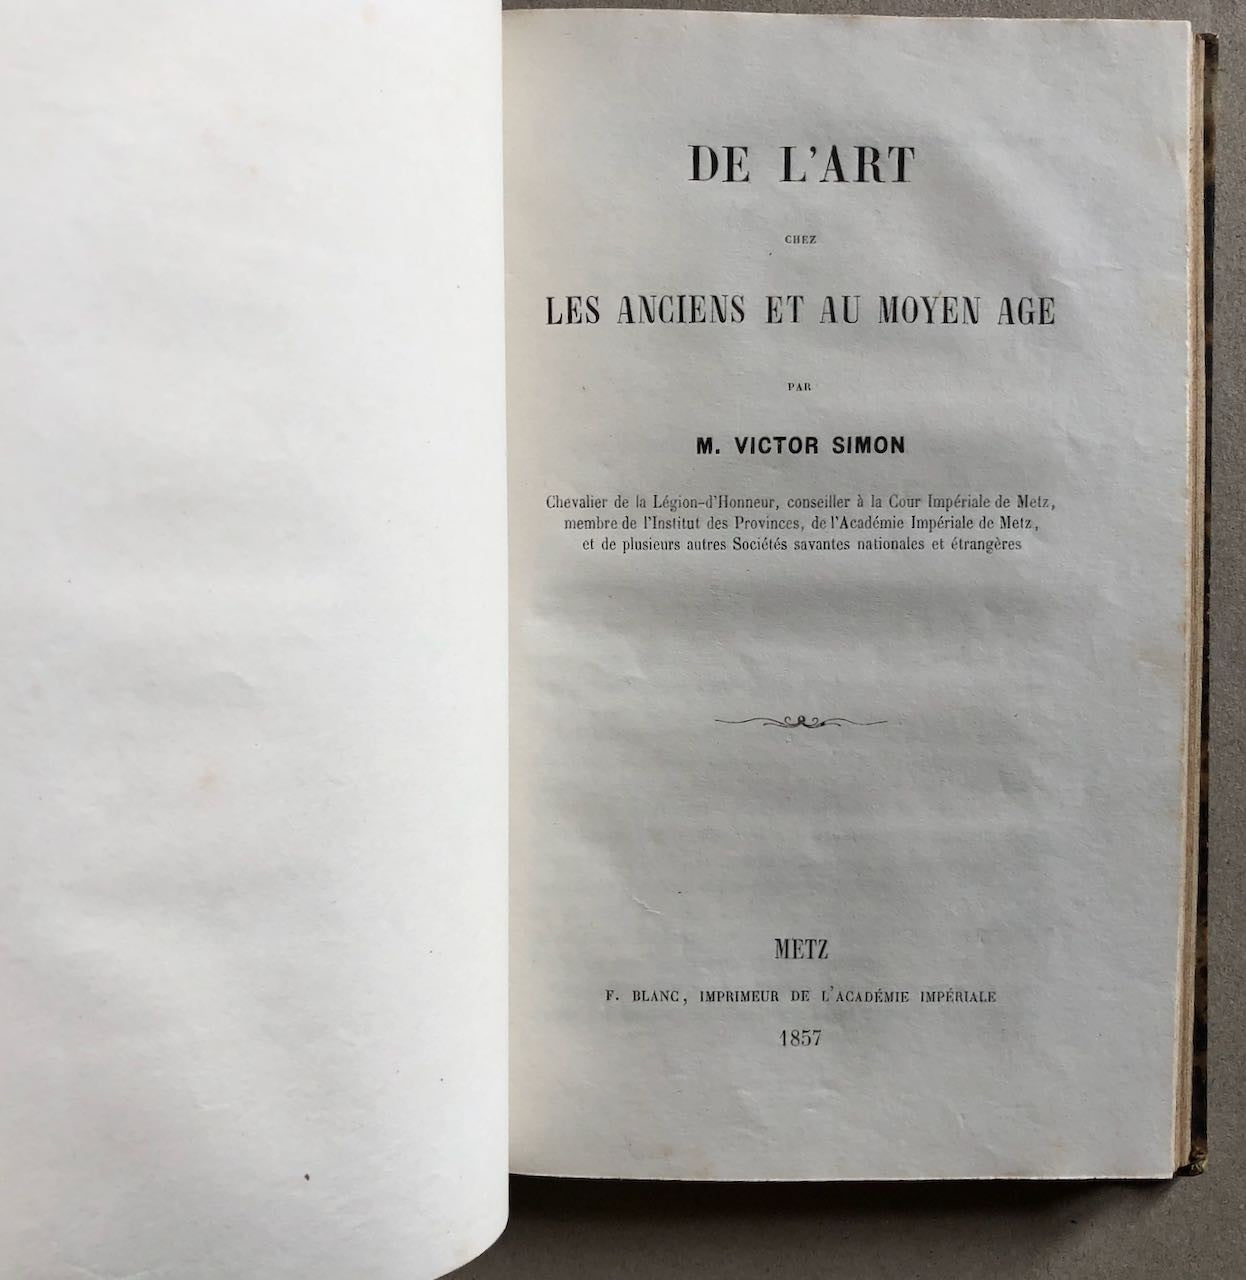 DE L'ART
CHEZ
LES ANCIENS ET AU MOYEN AGE
PAR
M. VICTOR SIMON
Chevalier de la Légion-d'Honneur, conseiller à la Cour Impériale de Metz,
membre de l'Institut des Provinces, de l'Académie Impériale de Metz,
et de plusieurs autres Sociétés savantes nationales et étrangères
METZ
F. BLANC, IMPRIMEUR DE L'ACADÉMIE IMPÉRIALE
1857